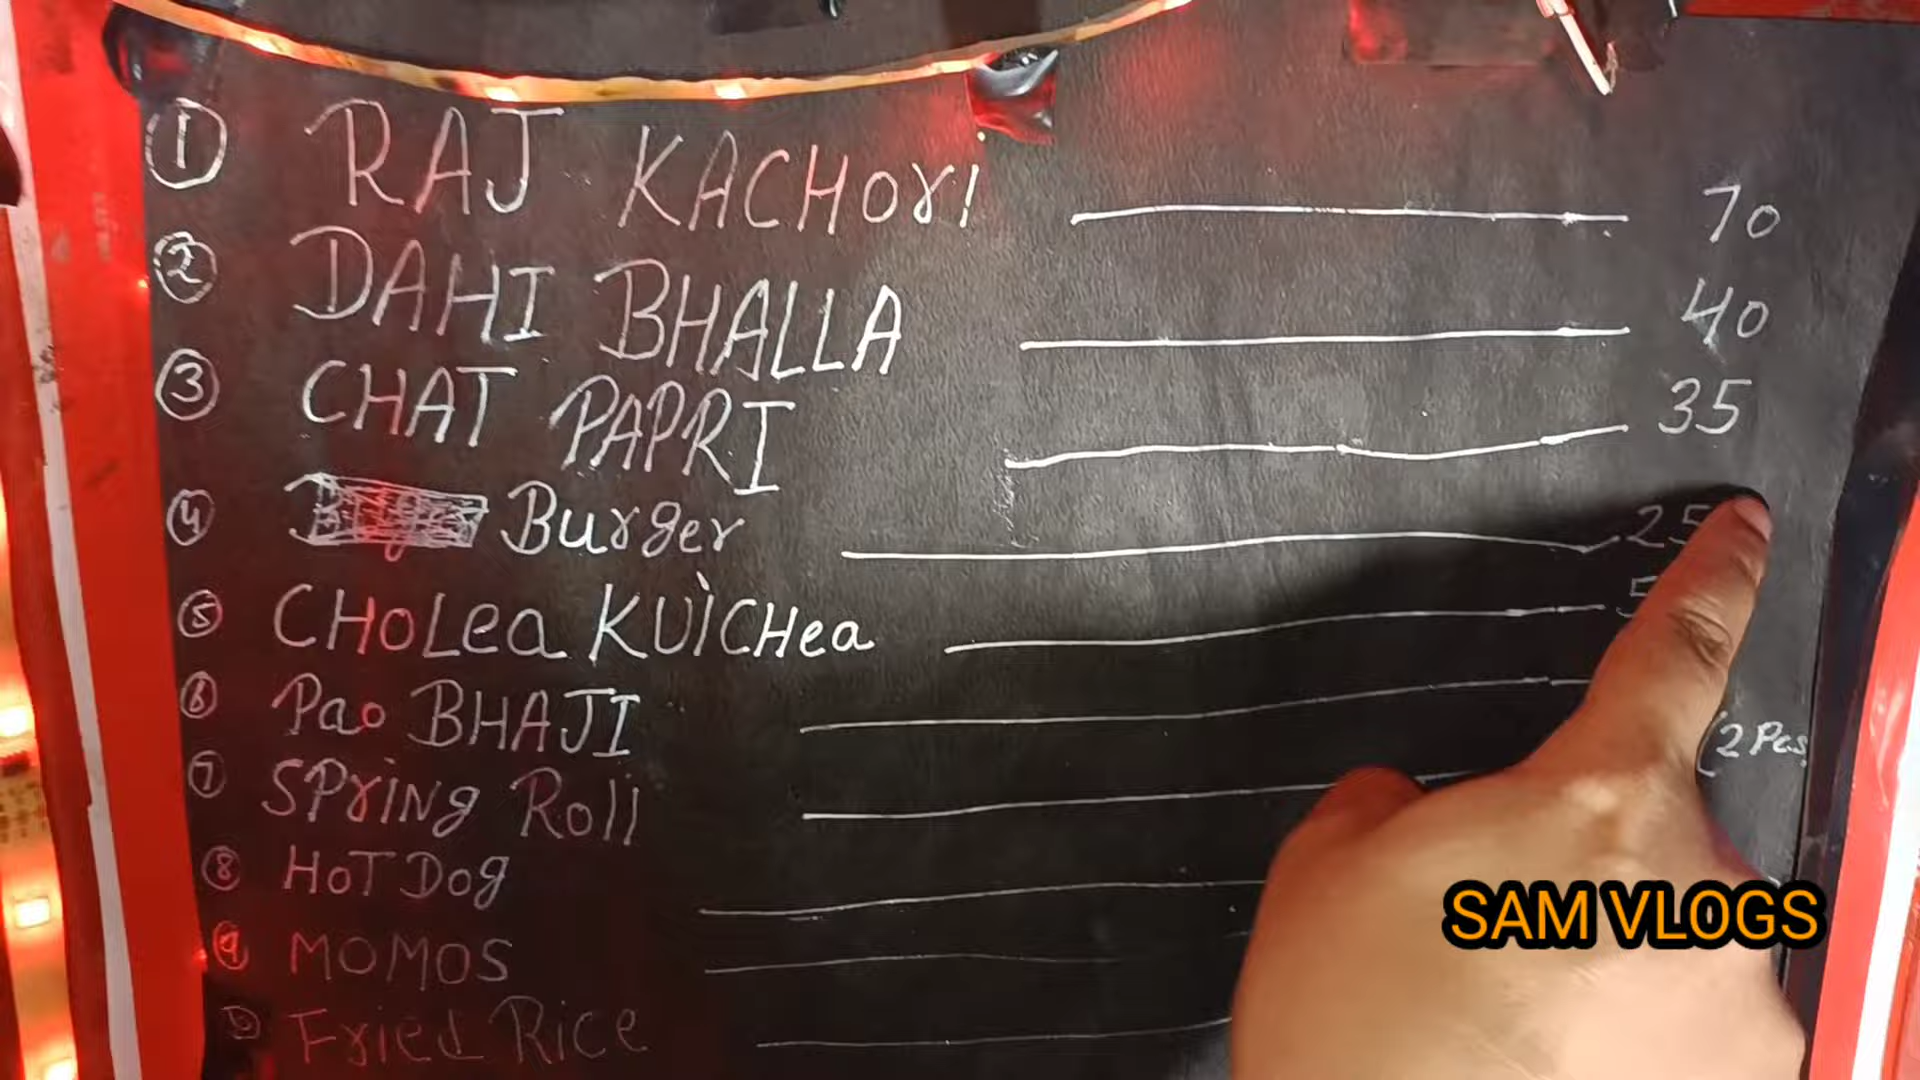 1 RAJ KACHOri 70
2 DAHI BHALLA 40
3 CHAT PAPRI 35
4 Burger 25
5 CHoLea KUiCHea 5
6 Pao BHAJI
(2 Pcs
7 SPriNg Roll
8 HoT Dog
9 MOMOS
Fried Rice
SAM VLOGS